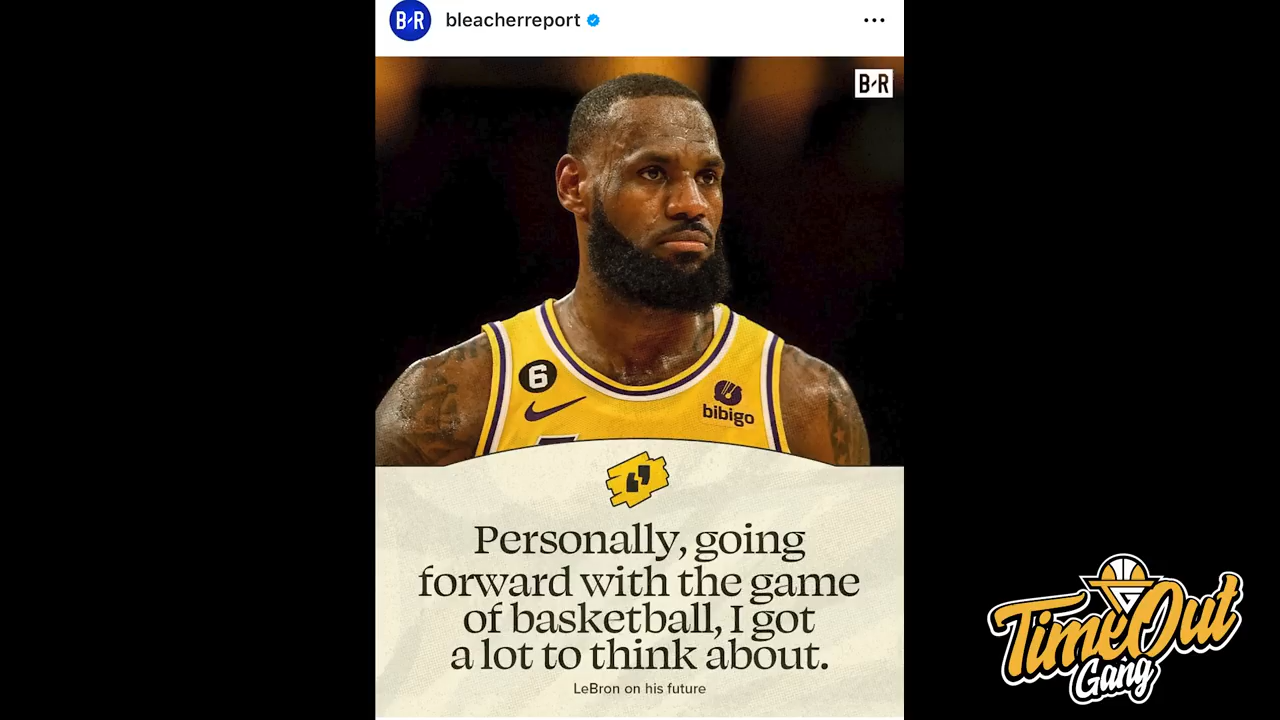 B/R bleacherreport
B/R
6
bibigo
Personally, going
forward with the game
of basketball, I got
a lot to think about.
LeBron on his future
TimeOut
Gang